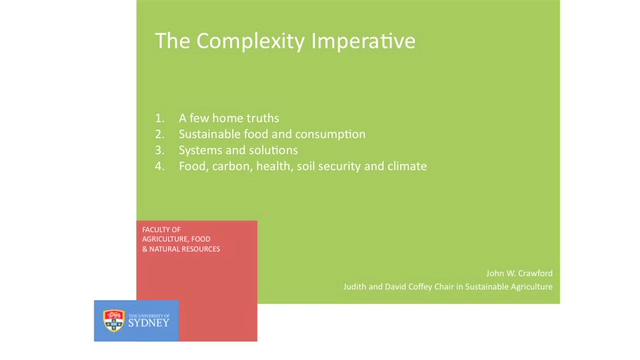 The Complexity Imperative
1. A few home truths
2. Sustainable food and consumption
3. Systems and solutions
4. Food, carbon, health, soil security and climate
FACULTY OF
AGRICULTURE, FOOD
& NATURAL RESOURCES
John W. Crawford
Judith and David Coffey Chair in Sustainable Agriculture
THE UNIVERSITY OF
SYDNEY